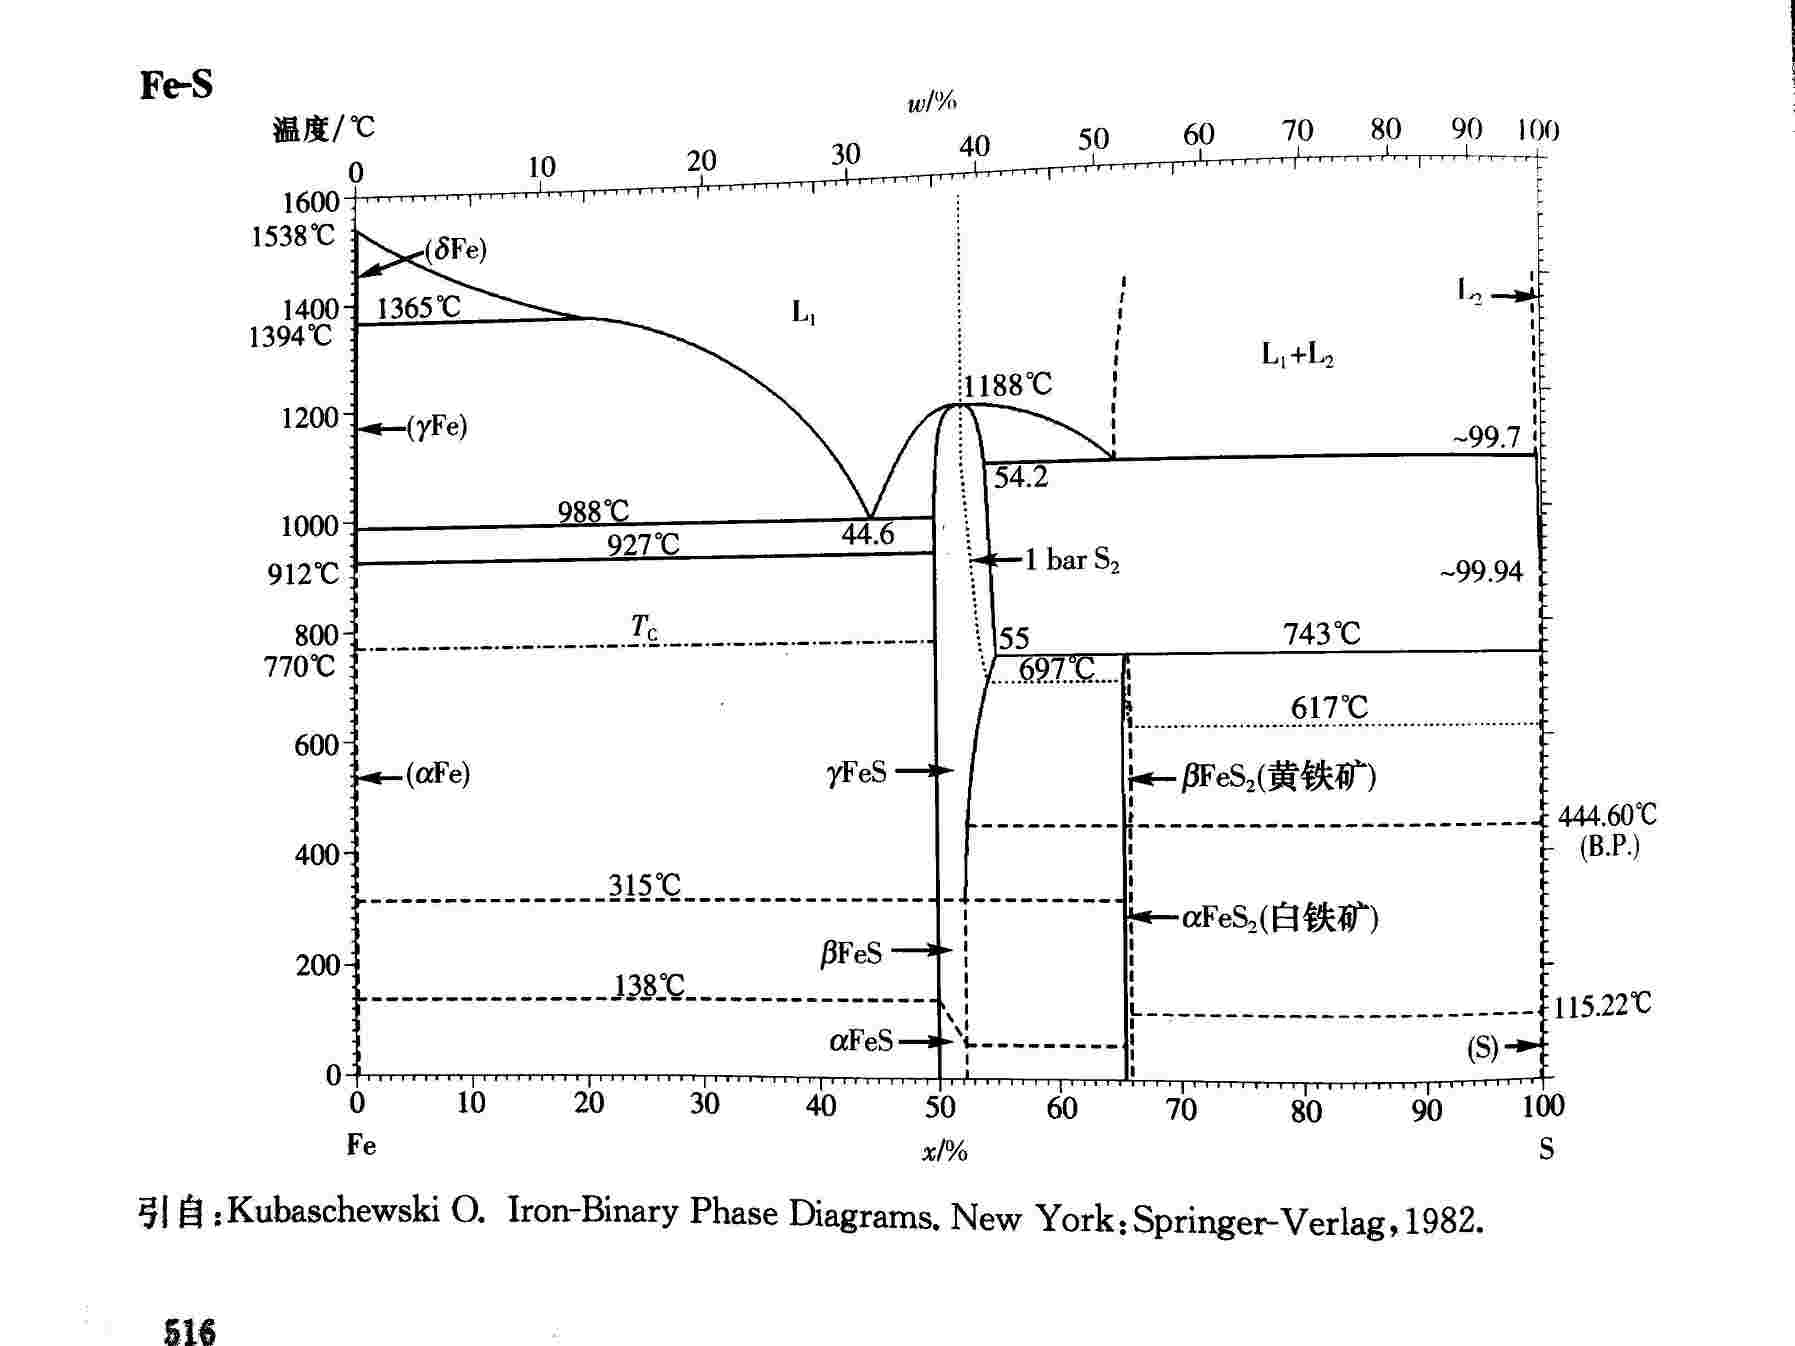 Fe-S
w/%
温度/℃
0 10 20 30 40 50 60 70 80 90 100
1600
1538℃
(δFe)
1400
1365℃
1394℃
L₁
L₂
L₁+L₂
1188℃
1200
(γFe)
~99.7
54.2
1000
988℃
44.6
927℃
912℃
1 bar S₂
~99.94
800
T_C
55
743℃
770℃
697℃
617℃
600
(αFe)
γFeS
βFeS₂(黄铁矿)
444.60℃
(B.P.)
400
315℃
αFeS₂(白铁矿)
βFeS
200
138℃
115.22℃
αFeS
(S)
0
0 10 20 30 40 50 60 70 80 90 100
Fe
x/%
S
引自:Kubaschewski O. Iron-Binary Phase Diagrams. New York:Springer-Verlag,1982.
516